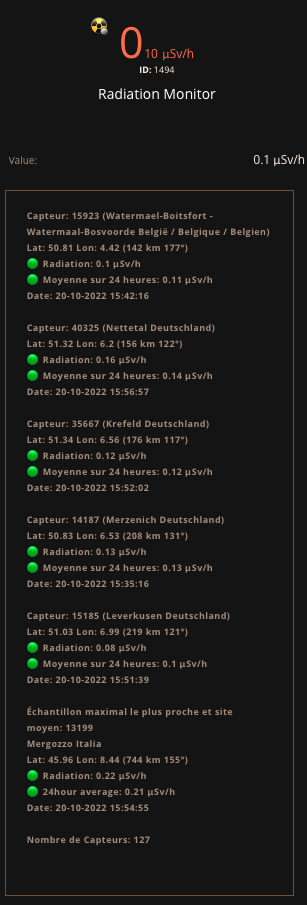 0 10 µSv/h
ID: 1494
Radiation Monitor
Value: 0.1 µSv/h
Capteur: 15923 (Watermael-Boitsfort -
Watermaal-Bosvoorde België / Belgique / Belgien)
Lat: 50.81 Lon: 4.42 (142 km 177°)
Radiation: 0.1 µSv/h
Moyenne sur 24 heures: 0.11 µSv/h
Date: 20-10-2022 15:42:16
Capteur: 40325 (Nettetal Deutschland)
Lat: 51.32 Lon: 6.2 (156 km 122°)
Radiation: 0.16 µSv/h
Moyenne sur 24 heures: 0.14 µSv/h
Date: 20-10-2022 15:56:57
Capteur: 35667 (Krefeld Deutschland)
Lat: 51.34 Lon: 6.56 (176 km 117°)
Radiation: 0.12 µSv/h
Moyenne sur 24 heures: 0.12 µSv/h
Date: 20-10-2022 15:52:02
Capteur: 14187 (Merzenich Deutschland)
Lat: 50.83 Lon: 6.53 (208 km 131°)
Radiation: 0.13 µSv/h
Moyenne sur 24 heures: 0.13 µSv/h
Date: 20-10-2022 15:35:16
Capteur: 15185 (Leverkusen Deutschland)
Lat: 51.03 Lon: 6.99 (219 km 121°)
Radiation: 0.08 µSv/h
Moyenne sur 24 heures: 0.1 µSv/h
Date: 20-10-2022 15:51:39
Échantillon maximal le plus proche et site
moyen: 13199
Mergozzo Italia
Lat: 45.96 Lon: 8.44 (744 km 155°)
Radiation: 0.22 µSv/h
24hour average: 0.21 µSv/h
Date: 20-10-2022 15:54:55
Nombre de Capteurs: 127